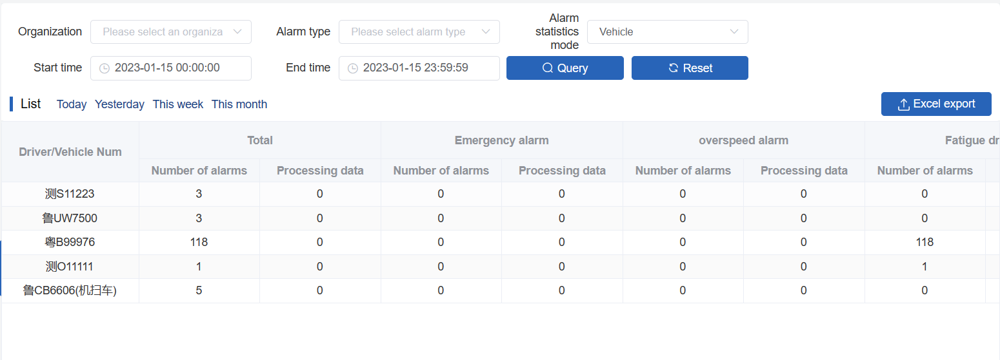 Organization Please select an organiza Alarm type Please select alarm type Alarm statistics mode Vehicle
Start time 2023-01-15 00:00:00 End time 2023-01-15 23:59:59 Query Reset
List Today Yesterday This week This month Excel export
Driver/Vehicle Num Total Emergency alarm overspeed alarm Fatigue dr
Number of alarms Processing data Number of alarms Processing data Number of alarms Processing data Number of alarms
测S11223 3 0 0 0 0 0 0
鲁UW7500 3 0 0 0 0 0 0
粤B99976 118 0 0 0 0 0 118
测O11111 1 0 0 0 0 0 1
鲁CB6606(机扫车) 5 0 0 0 0 0 0